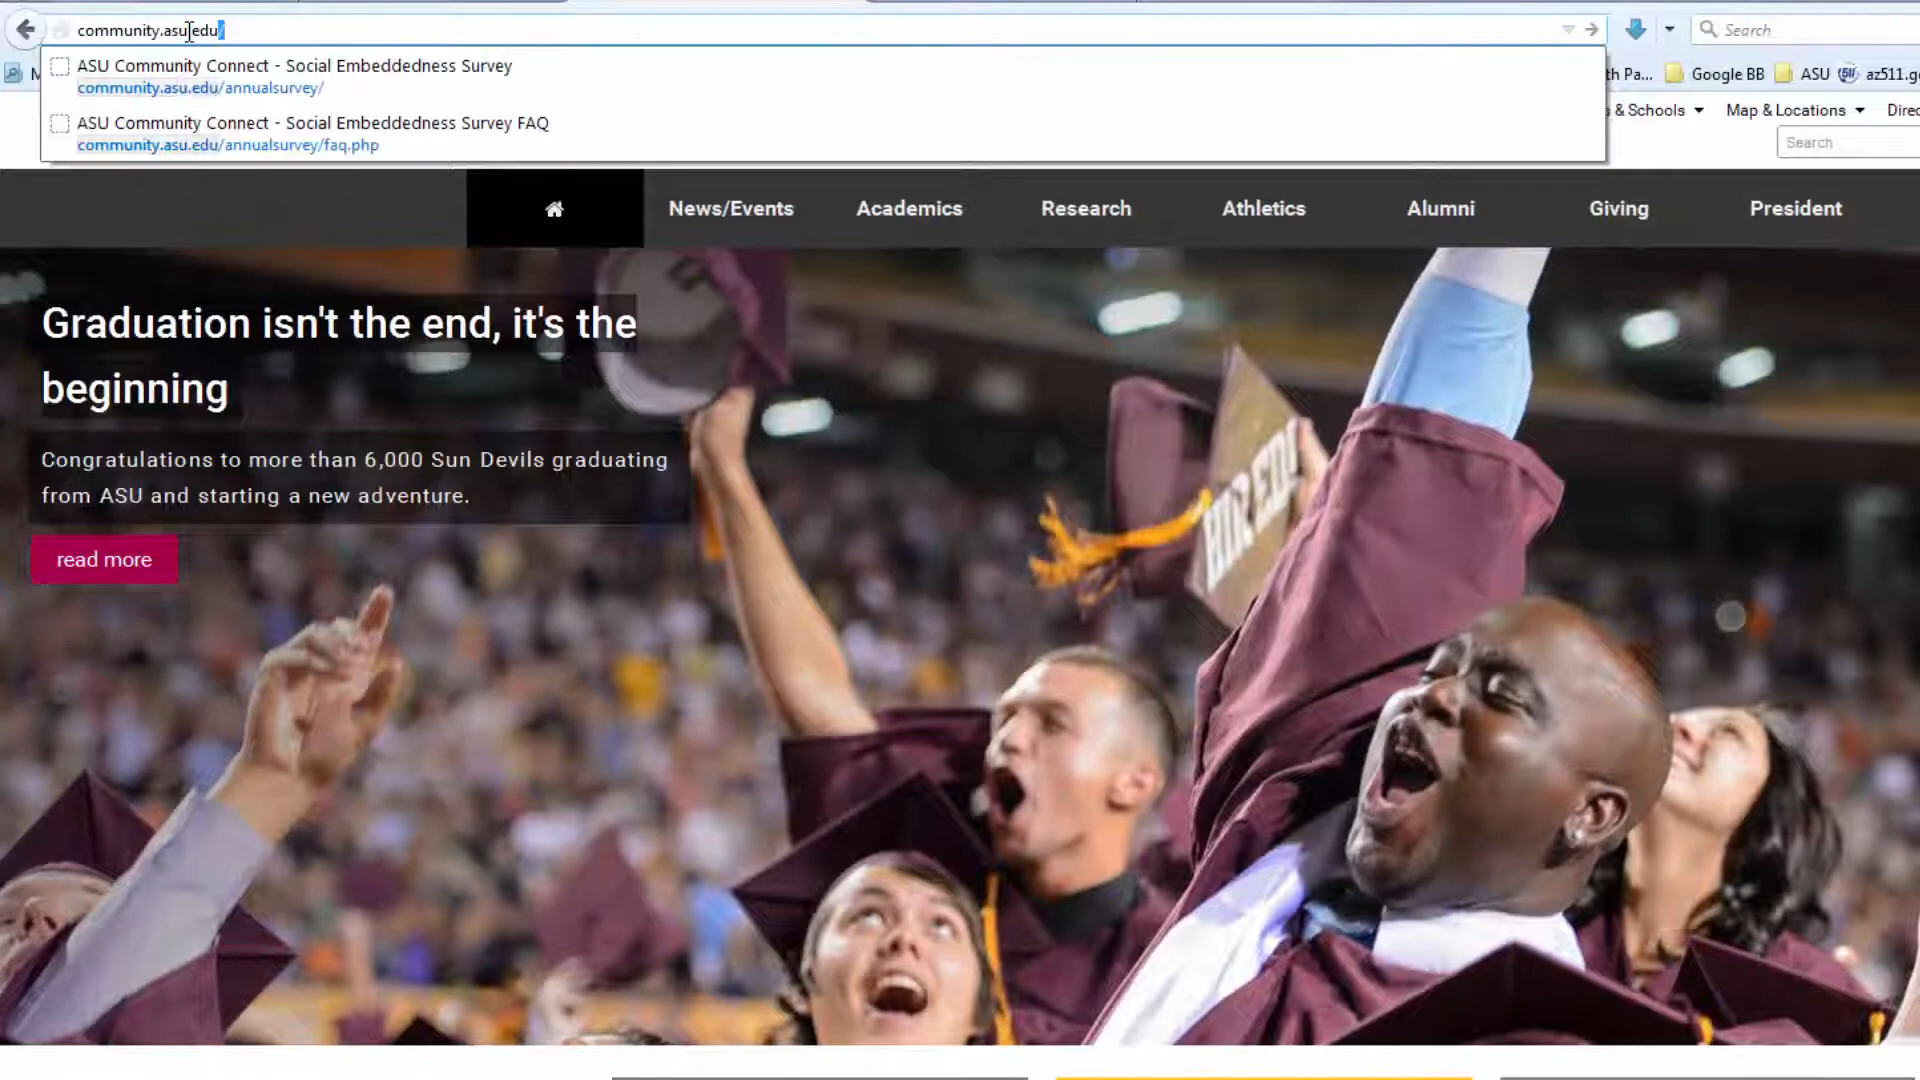 community.asu.edu/
Search
ASU Community Connect - Social Embeddedness Survey
community.asu.edu/annualsurvey/
ASU Community Connect - Social Embeddedness Survey FAQ
community.asu.edu/annualsurvey/faq.php
Pa... Google BB ASU 511 az511.g
& Schools Map & Locations Direc
Search
News/Events Academics Research Athletics Alumni Giving President
Graduation isn't the end, it's the
beginning
Congratulations to more than 6,000 Sun Devils graduating
from ASU and starting a new adventure.
read more
HIRED!